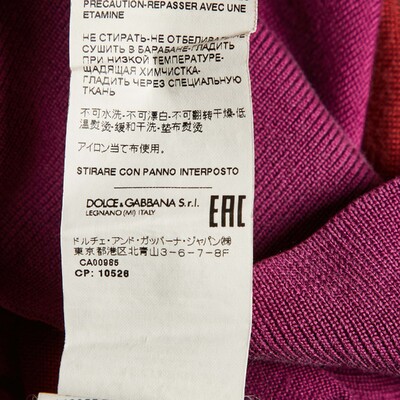 PRECAUTION-REPASSER AVEC UNE
ETAMINE
НЕ СТИРАТЬ-НЕ ОТБЕЛИВАТЬ-
СУШИТЬ В БАРАБАНЕ-ГЛАДИТЬ
ПРИ НИЗКОЙ ТЕМПЕРАТУРЕ-
ЩАДЯЩАЯ ХИМЧИСТКА-
ГЛАДИТЬ ЧЕРЕЗ СПЕЦИАЛЬНУЮ
ТКАНЬ
不可水洗-不可漂白-不可翻转干燥-低
温熨烫-缓和干洗-垫布熨烫
アイロン当て布使用。
STIRARE CON PANNO INTERPOSTO
DOLCE & GABBANA S.r.l.
LEGNANO (MI) ITALY
EAC
ドルチェ・アンド・ガッバーナ・ジャパン㈱
東京都港区北青山3-6-7-8F
CA00985
CP: 10526